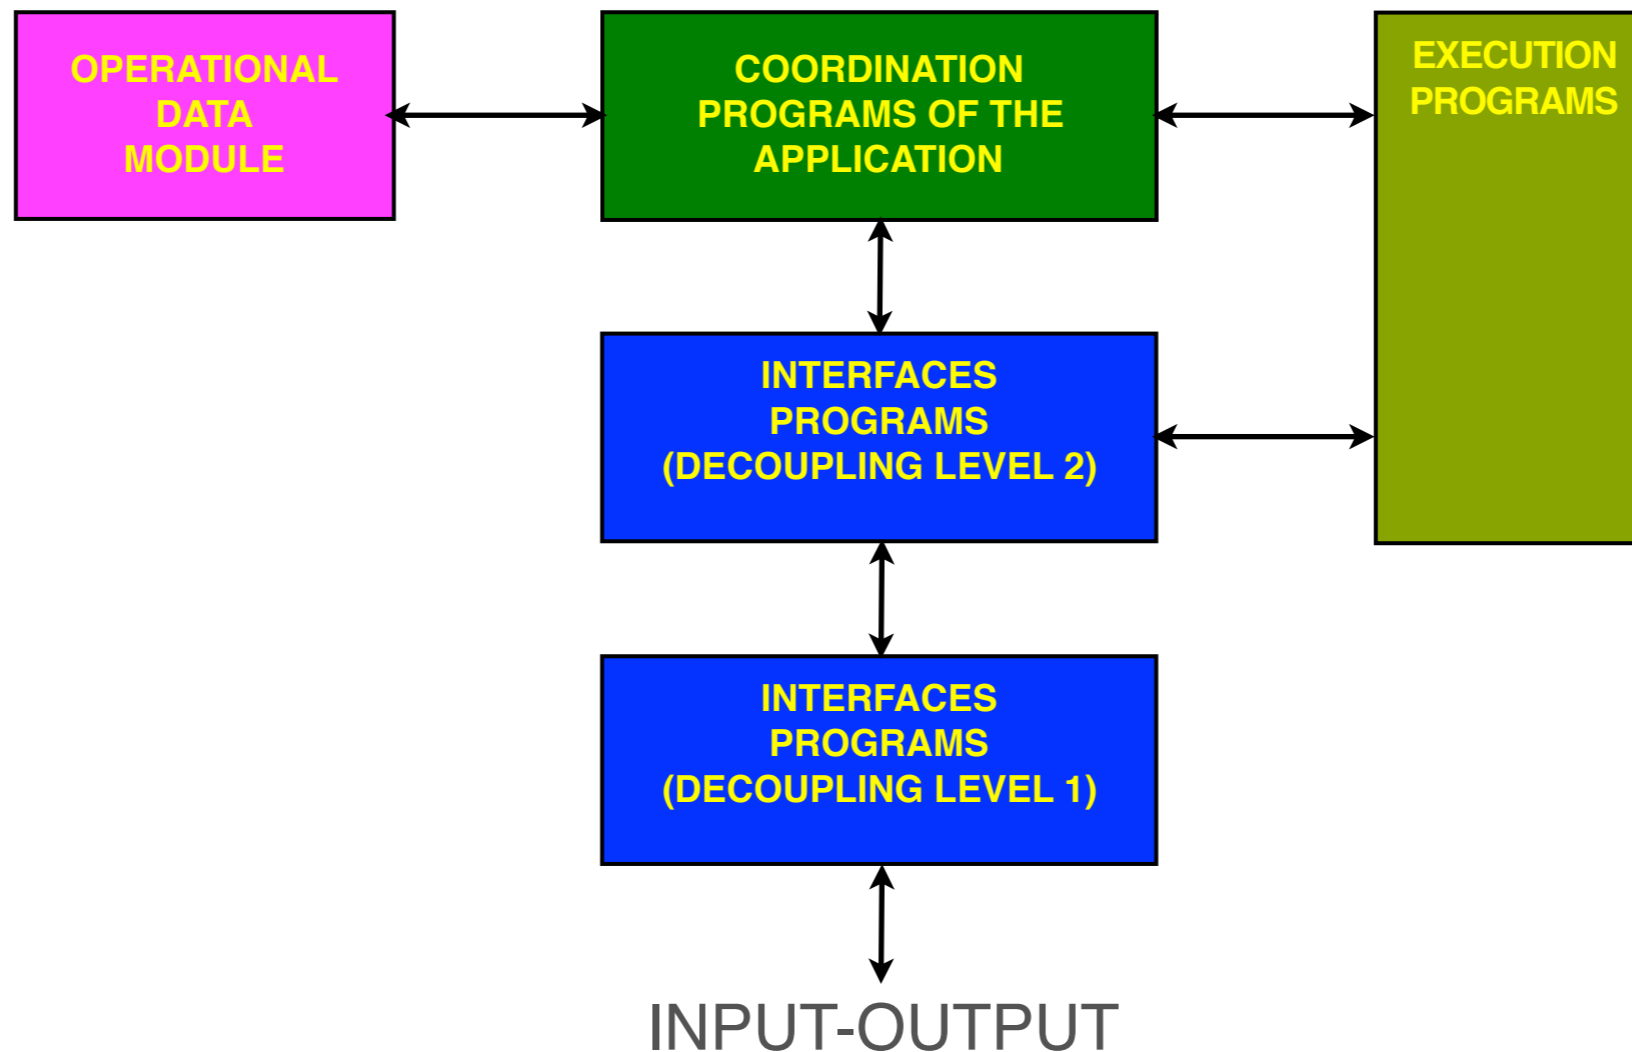 OPERATIONAL
DATA
MODULE
COORDINATION
PROGRAMS OF THE
APPLICATION
EXECUTION
PROGRAMS
INTERFACES
PROGRAMS
(DECOUPLING LEVEL 2)
INTERFACES
PROGRAMS
(DECOUPLING LEVEL 1)
INPUT-OUTPUT